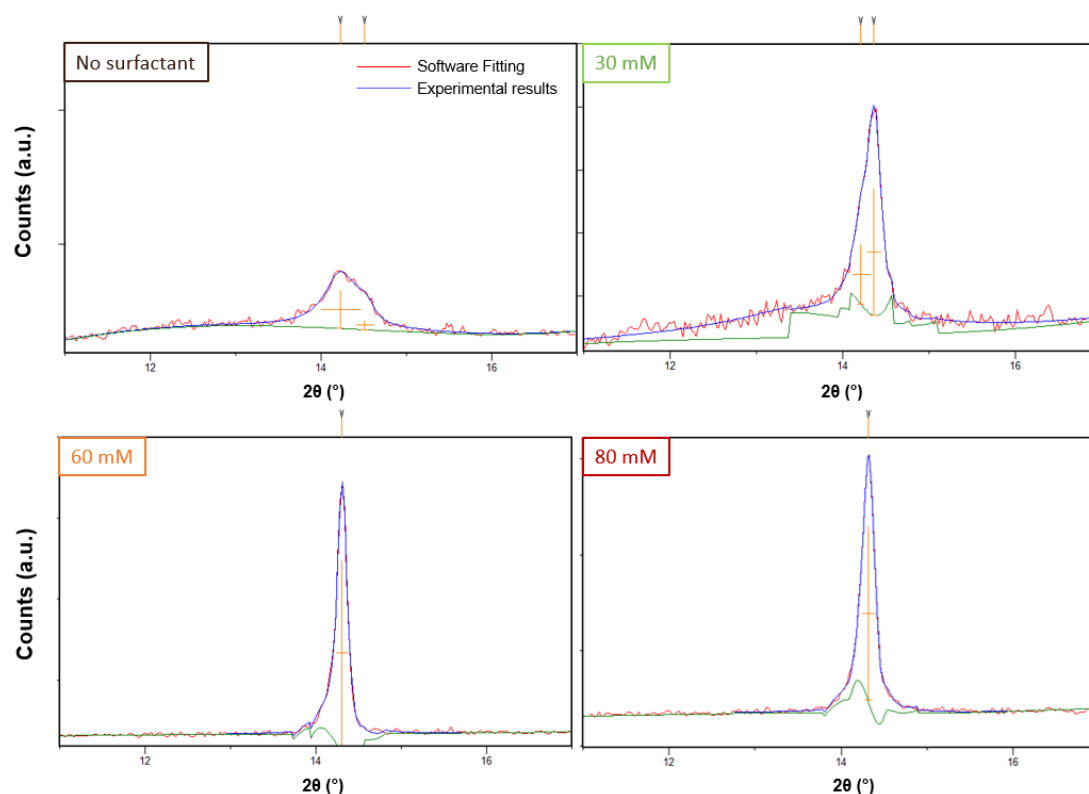 No surfactant
Software Fitting
Experimental results
Counts (a.u.)
12
14
16
2θ (°)
30 mM
12
14
16
2θ (°)
60 mM
Counts (a.u.)
12
14
16
2θ (°)
80 mM
12
14
16
2θ (°)